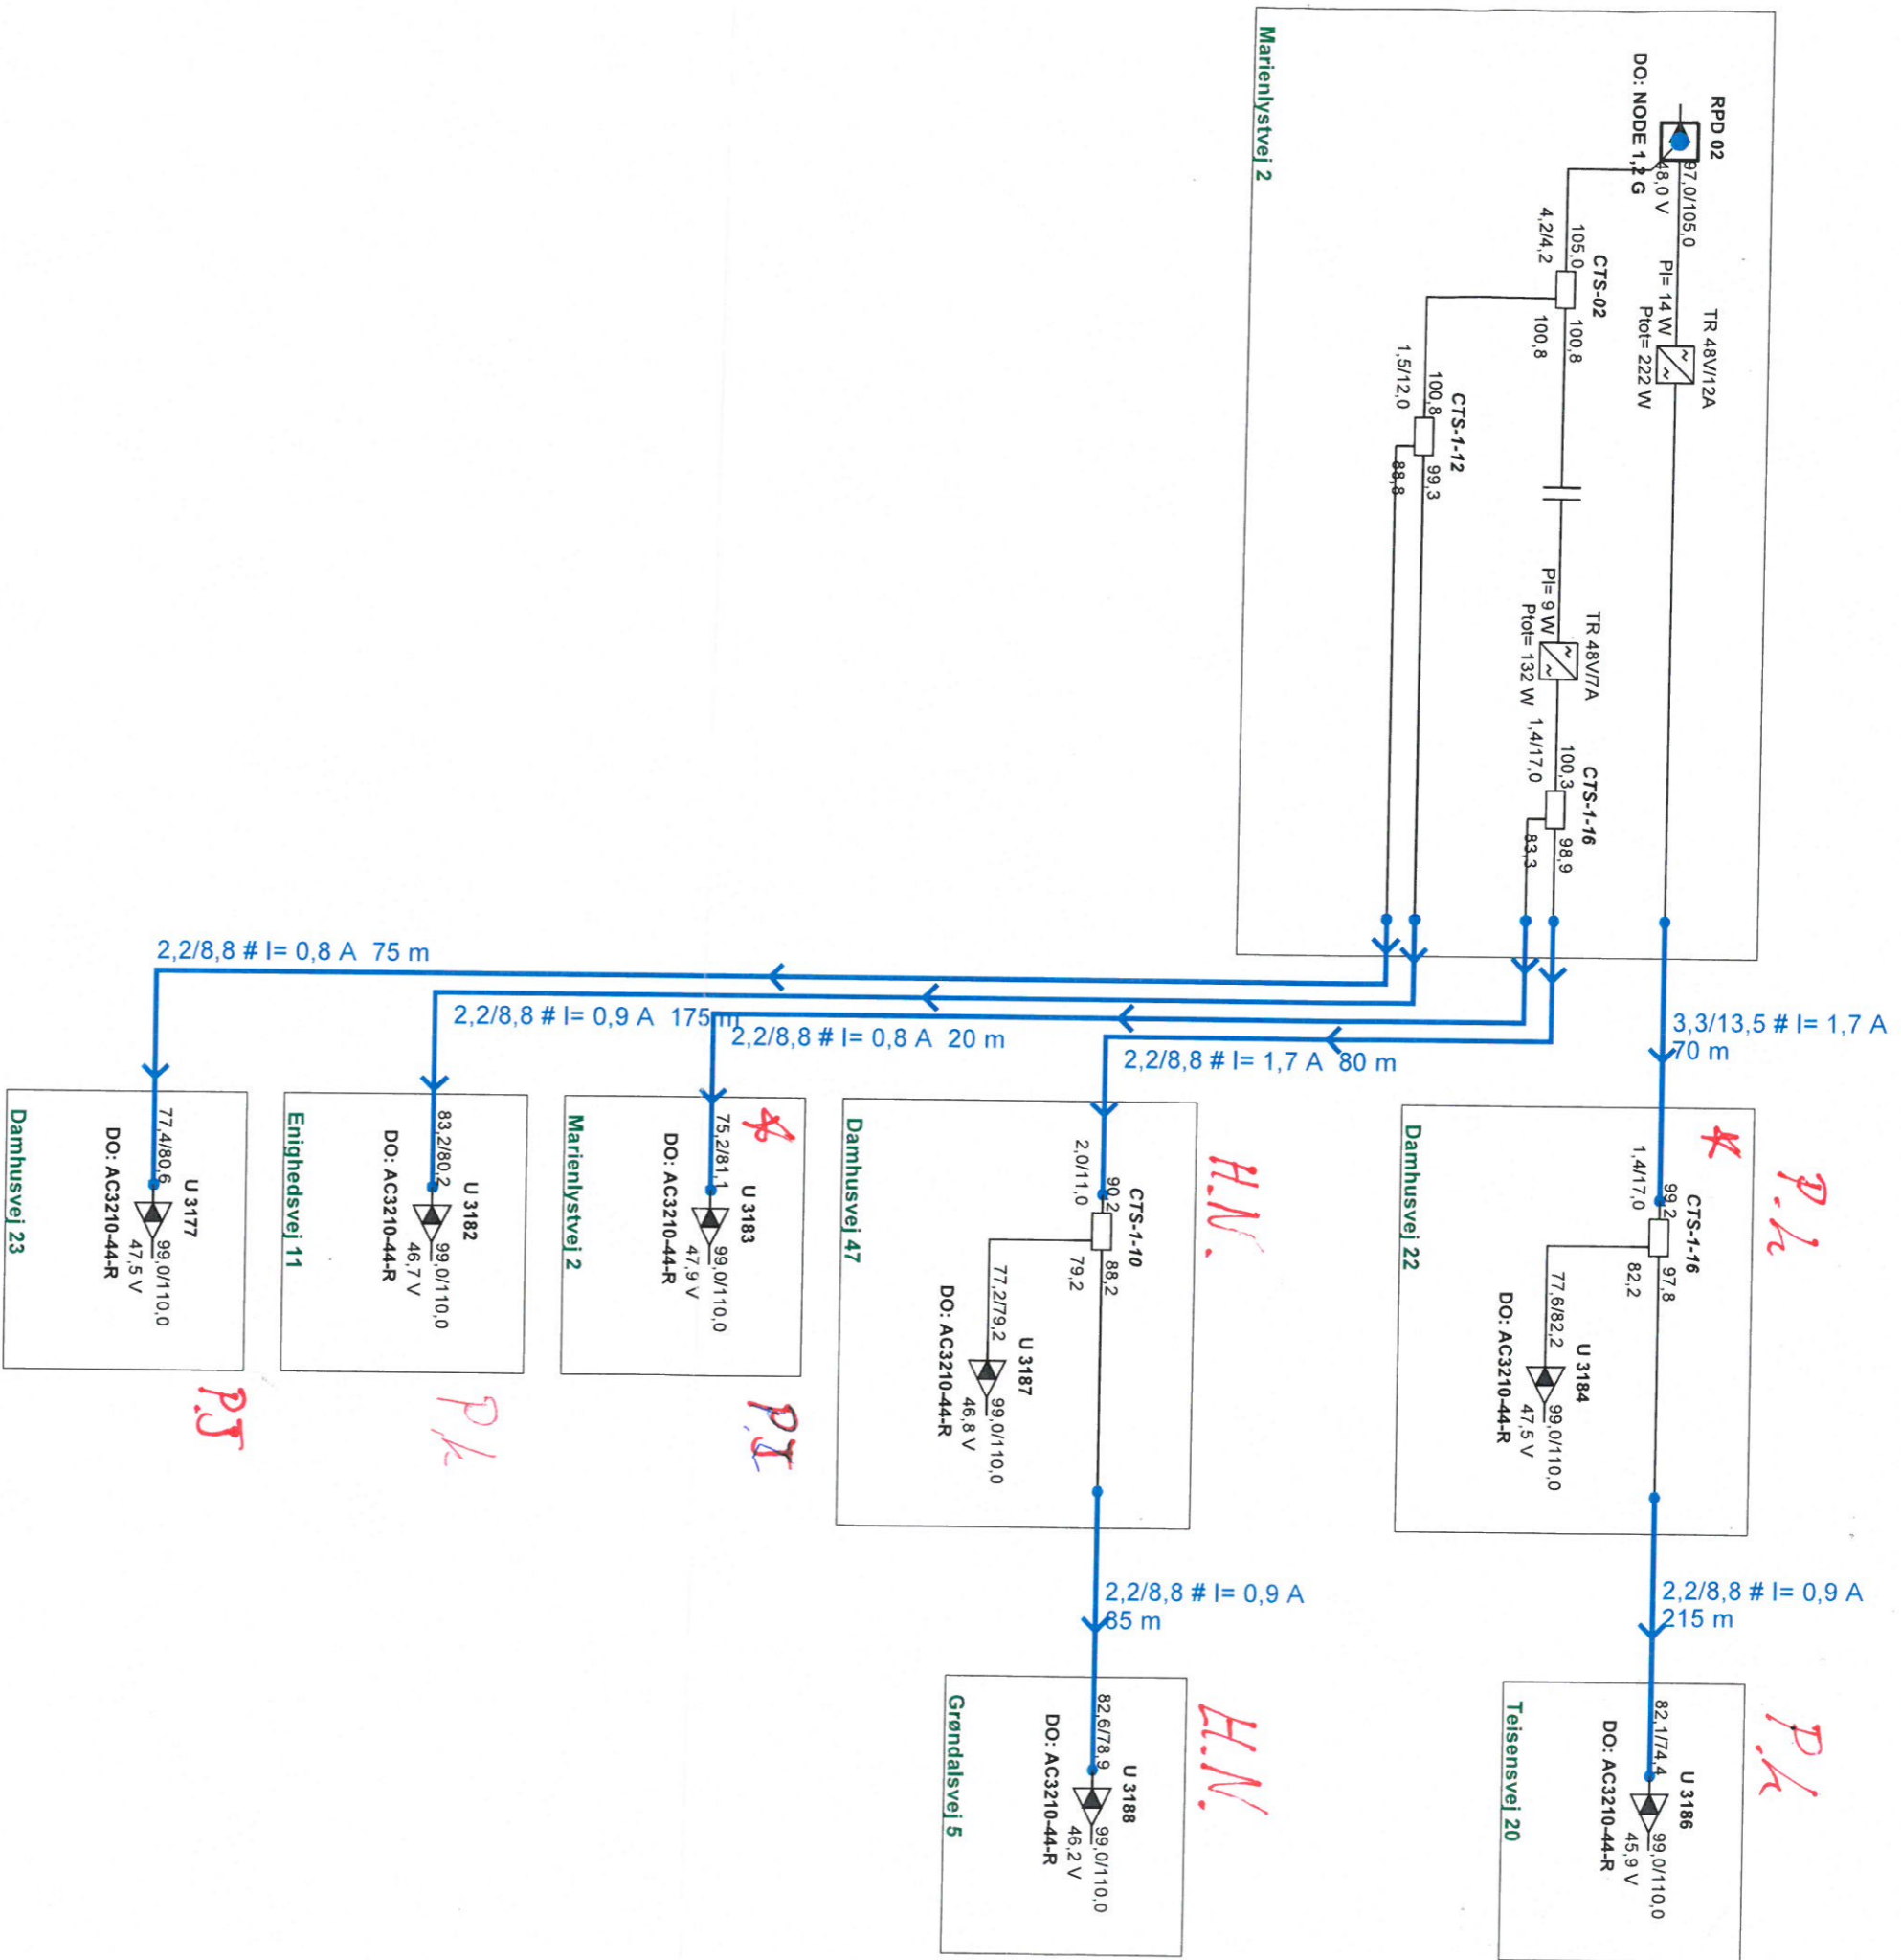 Marienlystvej 2
RPD 02
97,0/105,0
48,0 V
DO: NODE 1,2 G
TR 48V/12A
Pl= 14 W
Ptot= 222 W
CTS-02
105,0
4,2/4,2
100,8
100,8
CTS-1-12
100,8
1,5/12,0
99,3
88,8
TR 48V/7A
Pl= 9 W
Ptot= 132 W
CTS-1-16
100,3
1,4/17,0
98,9
83,3
2,2/8,8 # I= 0,8 A 75 m
2,2/8,8 # I= 0,9 A 175 m
2,2/8,8 # I= 0,8 A 20 m
2,2/8,8 # I= 1,7 A 80 m
3,3/13,5 # I= 1,7 A
70 m
Damhusvej 23
U 3177
77,4/80,6
99,0/110,0
47,5 V
DO: AC3210-44-R
P.J
Enighedsvej 11
U 3182
83,2/80,2
99,0/110,0
46,7 V
DO: AC3210-44-R
P.k
Marienlystvej 2
U 3183
75,2/81,1
99,0/110,0
47,9 V
DO: AC3210-44-R
P.J
Damhusvej 47
H.N.
CTS-1-10
90,2
2,0/11,0
88,2
79,2
U 3187
77,2/79,2
99,0/110,0
46,8 V
DO: AC3210-44-R
Damhusvej 22
P.k
CTS-1-16
99,2
1,4/17,0
97,8
82,2
U 3184
77,6/82,2
99,0/110,0
47,5 V
DO: AC3210-44-R
2,2/8,8 # I= 0,9 A
85 m
2,2/8,8 # I= 0,9 A
215 m
Grøndalsvej 5
H.N.
U 3188
82,6/78,9
99,0/110,0
46,2 V
DO: AC3210-44-R
Teisensvej 20
P.k
U 3186
82,1/74,4
99,0/110,0
45,9 V
DO: AC3210-44-R